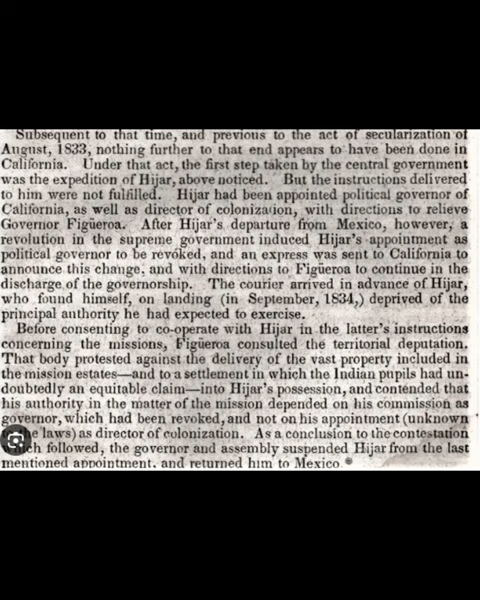 Subsequent to that time, and previous to the act of secularization of
August, 1833, nothing further to that end appears to have been done in
California. Under that act, the first step taken by the central government
was the expedition of Hijar, above noticed. But the instructions delivered
to him were not fulfilled. Hijar had been appointed political governor of
California, as well as director of colonization, with directions to relieve
Governor Figüeroa. After Hijar's departure from Mexico, however, a
revolution in the supreme government induced Hijar's appointment as
political governor to be revoked, and an express was sent to California to
announce this change, and with directions to Figüeroa to continue in the
discharge of the governorship. The courier arrived in advance of Hijar,
who found himself, on landing (in September, 1834,) deprived of the
principal authority he had expected to exercise.
Before consenting to co-operate with Hijar in the latter's instructions
concerning the missions, Figüeroa consulted the territorial deputation.
That body protested against the delivery of the vast property included in
the mission estates—and to a settlement in which the Indian pupils had un-
doubtedly an equitable claim—into Hijar's possession, and contended that
his authority in the matter of the mission depended on his commission as
governor, which had been revoked, and not on his appointment (unknown
he laws) as director of colonization. As a conclusion to the contestation
which followed, the governor and assembly suspended Hijar from the last
mentioned appointment, and returned him to Mexico.*